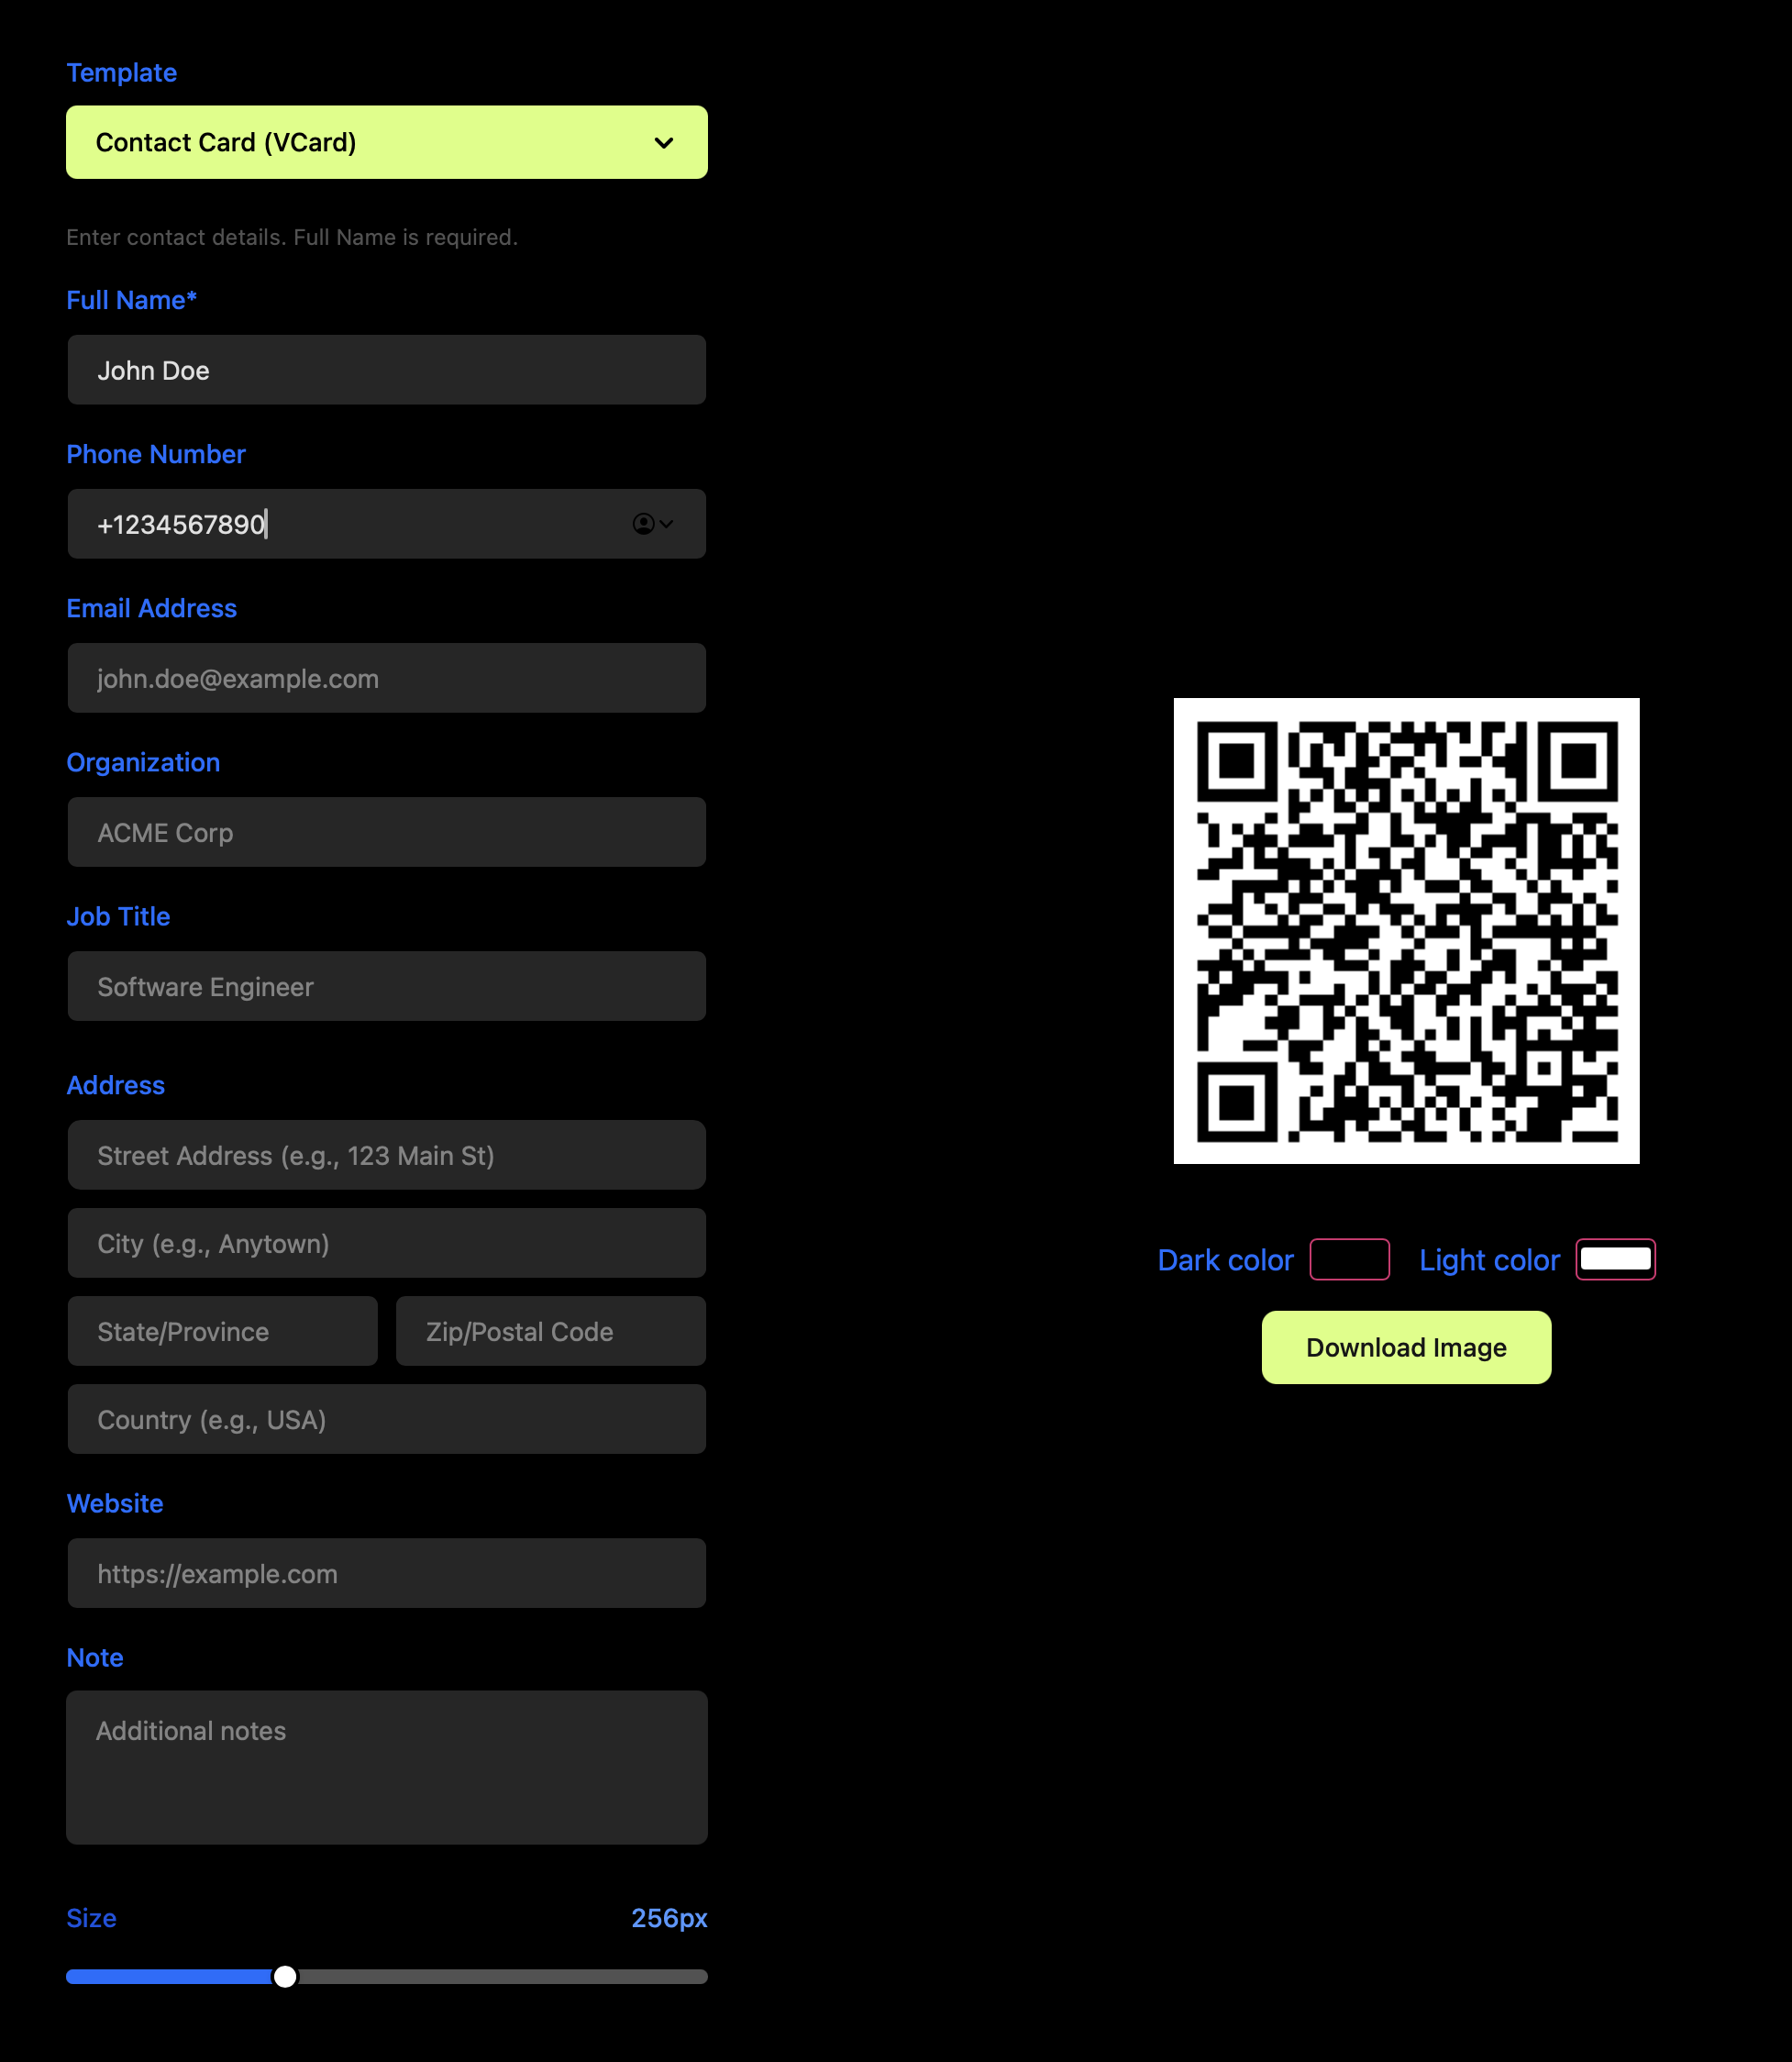 Template
Contact Card (VCard)
Enter contact details. Full Name is required.
Full Name*
John Doe
Phone Number
+1234567890
Email Address
john.doe@example.com
Organization
ACME Corp
Job Title
Software Engineer
Address
Street Address (e.g., 123 Main St)
City (e.g., Anytown)
State/Province
Zip/Postal Code
Country (e.g., USA)
Website
https://example.com
Note
Additional notes
Size
256px
Dark color
Light color
Download Image